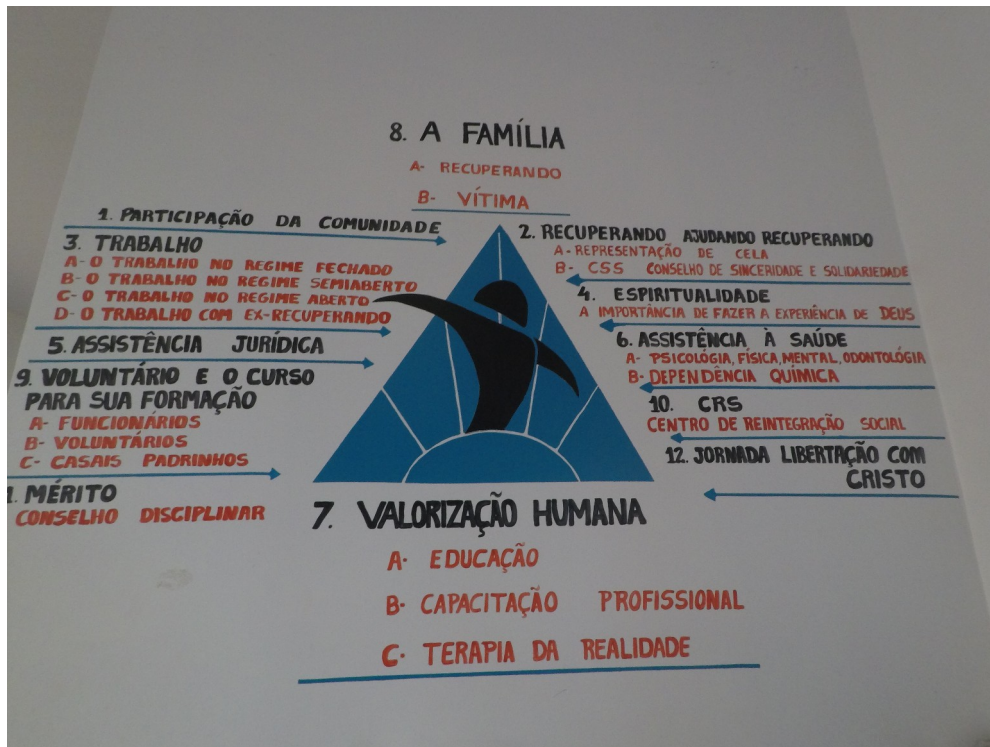 8. A FAMÍLIA
A- RECUPERANDO
B- VÍTIMA
1. PARTICIPAÇÃO DA COMUNIDADE
2. RECUPERANDO AJUDANDO RECUPERANDO
A- REPRESENTAÇÃO DE CELA
B- CSS CONSELHO DE SINCERIDADE E SOLIDARIEDADE
3. TRABALHO
A- O TRABALHO NO REGIME FECHADO
B- O TRABALHO NO REGIME SEMIABERTO
C- O TRABALHO NO REGIME ABERTO
D- O TRABALHO COM EX-RECUPERANDO
4. ESPIRITUALIDADE
A IMPORTÂNCIA DE FAZER A EXPERIÊNCIA DE DEUS
5. ASSISTÊNCIA JURÍDICA
6. ASSISTÊNCIA À SAÚDE
A- PSICOLÓGIA, FÍSICA, MENTAL, ODONTOLÓGIA
B- DEPENDÊNCIA QUÍMICA
9. VOLUNTÁRIO E O CURSO
PARA SUA FORMAÇÃO
A- FUNCIONÁRIOS
B- VOLUNTÁRIOS
C- CASAIS PADRINHOS
10. CRS
CENTRO DE REINTEGRAÇÃO SOCIAL
1. MÉRITO
CONSELHO DISCIPLINAR
12. JORNADA LIBERTAÇÃO COM
CRISTO
7. VALORIZAÇÃO HUMANA
A- EDUCAÇÃO
B- CAPACITAÇÃO PROFISSIONAL
C- TERAPIA DA REALIDADE